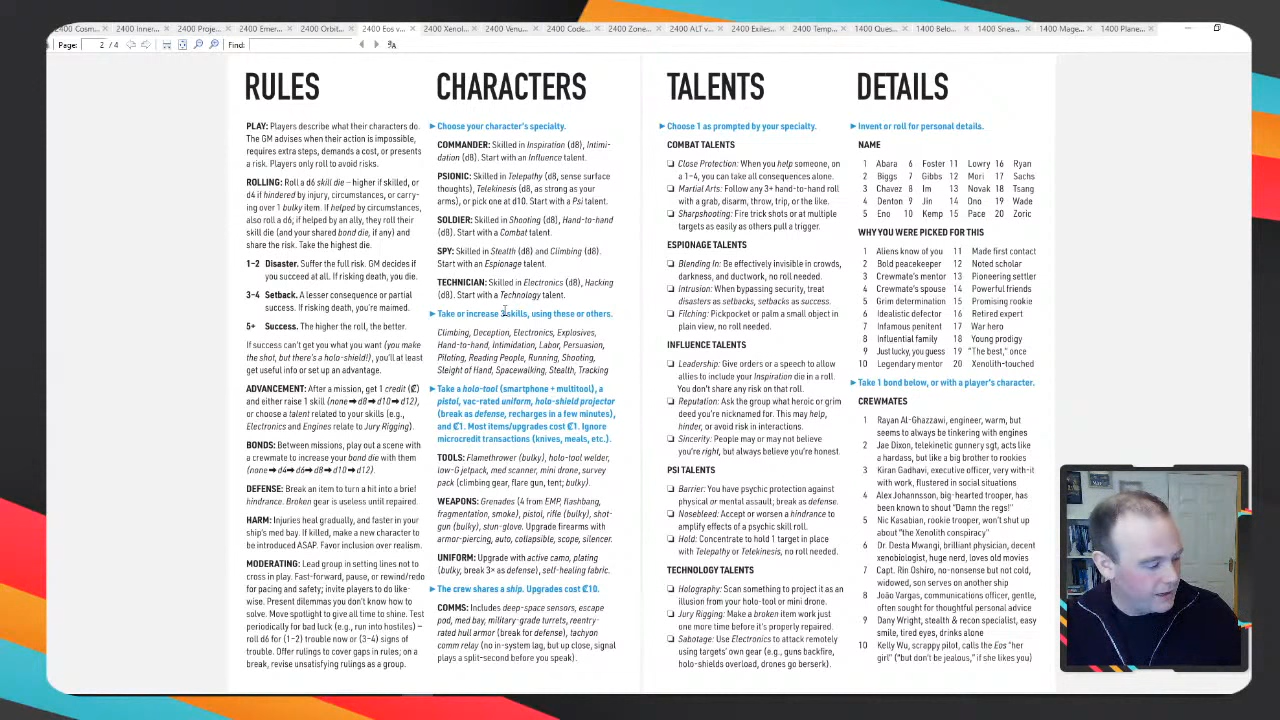 2400 Cosm...
2400 Inner...
2400 Proje...
2400 Emer...
2400 Orbit...
2400 Eos v...
2400 Xenol...
2400 Venu...
2400 Code...
2400 Zone...
2400 ALT v...
2400 Exiles...
2400 Temp...
1400 Ques...
1400 Belo...
1400 Snea...
1400 Mage...
1400 Plane...
Page: 2 / 4
Find:
RULES
PLAY: Players describe what their characters do.
The GM advises when their action is impossible,
requires extra steps, demands a cost, or presents
a risk. Players only roll to avoid risks.
ROLLING: Roll a d6 skill die – higher if skilled, or
d4 if hindered by injury, circumstances, or carry-
ing over 1 bulky item. If helped by circumstances,
also roll a d6; if helped by an ally, they roll their
skill die (and your shared bond die, if any) and
share the risk. Take the highest die.
1–2 Disaster. Suffer the full risk. GM decides if
you succeed at all. If risking death, you die.
3–4 Setback. A lesser consequence or partial
success. If risking death, you're maimed.
5+ Success. The higher the roll, the better.
If success can't get you what you want (you make
the shot, but there's a holo-shield!), you'll at least
get useful info or set up an advantage.
ADVANCEMENT: After a mission, get 1 credit (₡)
and either raise 1 skill (none➡d8➡d10➡d12),
or choose a talent related to your skills (e.g.,
Electronics and Engines relate to Jury Rigging).
BONDS: Between missions, play out a scene with
a crewmate to increase your bond die with them
(none➡d4➡d6➡d8➡d10➡d12).
DEFENSE: Break an item to turn a hit into a brief
hindrance. Broken gear is useless until repaired.
HARM: Injuries heal gradually, and faster in your
ship's med bay. If killed, make a new character to
be introduced ASAP. Favor inclusion over realism.
MODERATING: Lead group in setting lines not to
cross in play. Fast-forward, pause, or rewind/redo
for pacing and safety; invite players to do like-
wise. Present dilemmas you don't know how to
solve. Move spotlight to give all time to shine. Test
periodically for bad luck (e.g., run into hostiles) –
roll d6 for (1–2) trouble now or (3–4) signs of
trouble. Offer rulings to cover gaps in rules; on a
break, revise unsatisfying rulings as a group.
CHARACTERS
►Choose your character's specialty.
COMMANDER: Skilled in Inspiration (d8), Intimi-
dation (d8). Start with an Influence talent.
PSIONIC: Skilled in Telepathy (d8, sense surface
thoughts), Telekinesis (d8, as strong as your
arms), or pick one at d10. Start with a Psi talent.
SOLDIER: Skilled in Shooting (d8), Hand-to-hand
(d8). Start with a Combat talent.
SPY: Skilled in Stealth (d8) and Climbing (d8).
Start with an Espionage talent.
TECHNICIAN: Skilled in Electronics (d8), Hacking
(d8). Start with a Technology talent.
►Take or increase 3 skills, using these or others.
Climbing, Deception, Electronics, Explosives,
Hand-to-hand, Intimidation, Labor, Persuasion,
Piloting, Reading People, Running, Shooting,
Sleight of Hand, Spacewalking, Stealth, Tracking
►Take a holo-tool (smartphone + multitool), a
pistol, vac-rated uniform, holo-shield projector
(break as defense, recharges in a few minutes),
and ₡1. Most items/upgrades cost ₡1. Ignore
microcredit transactions (knives, meals, etc.).
TOOLS: Flamethrower (bulky), holo-tool welder,
low-G jetpack, med scanner, mini drone, survey
pack (climbing gear, flare gun, tent; bulky).
WEAPONS: Grenades (4 from EMP, flashbang,
fragmentation, smoke), pistol, rifle (bulky), shot-
gun (bulky), stun-glove. Upgrade firearms with
armor-piercing, auto, collapsible, scope, silencer.
UNIFORM: Upgrade with active camo, plating
(bulky, break 3× as defense), self-healing fabric.
►The crew shares a ship. Upgrades cost ₡10.
COMMS: Includes deep-space sensors, escape
pod, med bay, military-grade turrets, reentry-
rated hull armor (break for defense), tachyon
comm relay (no in-system lag, but up close, signal
plays a split-second before you speak).
TALENTS
►Choose 1 as prompted by your specialty.
COMBAT TALENTS
❏ Close Protection: When you help someone, on
a 1–4, you can take all consequences alone.
❏ Martial Arts: Follow any 3+ hand-to-hand roll
with a grab, disarm, throw, trip, or the like.
❏ Sharpshooting: Fire trick shots or at multiple
targets as easily as others pull a trigger.
ESPIONAGE TALENTS
❏ Blending In: Be effectively invisible in crowds,
darkness, and ductwork, no roll needed.
❏ Intrusion: When bypassing security, treat
disasters as setbacks, setbacks as success.
❏ Filching: Pickpocket or palm a small object in
plain view, no roll needed.
INFLUENCE TALENTS
❏ Leadership: Give orders or a speech to allow
allies to include your Inspiration die in a roll.
You don't share any risk on that roll.
❏ Reputation: Ask the group what heroic or grim
deed you're nicknamed for. This may help,
hinder, or avoid risk in interactions.
❏ Sincerity: People may or may not believe
you're right, but always believe you're honest.
PSI TALENTS
❏ Barrier: You have psychic protection against
physical or mental assault; break as defense.
❏ Nosebleed: Accept or worsen a hindrance to
amplify effects of a psychic skill roll.
❏ Hold: Concentrate to hold 1 target in place
with Telepathy or Telekinesis, no roll needed.
TECHNOLOGY TALENTS
❏ Holography: Scan something to project it as an
illusion from your holo-tool or mini drone.
❏ Jury Rigging: Make a broken item work just
one more time before it's properly repaired.
❏ Sabotage: Use Electronics to attack remotely
using targets' own gear (e.g., guns backfire,
holo-shields overload, drones go berserk).
DETAILS
►Invent or roll for personal details.
NAME
1 Abara 6 Foster 11 Lowry 16 Ryan
2 Biggs 7 Gibbs 12 Mori 17 Sachs
3 Chavez 8 Im 13 Novak 18 Tsang
4 Denton 9 Jin 14 Ono 19 Wade
5 Eno 10 Kemp 15 Pace 20 Zoric
WHY YOU WERE PICKED FOR THIS
1 Aliens know of you 11 Made first contact
2 Bold peacekeeper 12 Noted scholar
3 Crewmate's mentor 13 Pioneering settler
4 Crewmate's spouse 14 Powerful friends
5 Grim determination 15 Promising rookie
6 Idealistic defector 16 Retired expert
7 Infamous penitent 17 War hero
8 Influential family 18 Young prodigy
9 Just lucky, you guess 19 "The best," once
10 Legendary mentor 20 Xenolith-touched
►Take 1 bond below, or with a player's character.
CREWMATES
1 Rayan Al-Ghazzawi, engineer, warm, but
seems to always be tinkering with engines
2 Jae Dixon, telekinetic gunnery sgt, acts like
a hardass, but like a big brother to rookies
3 Kiran Gadhavi, executive officer, very with-it
with work, flustered in social situations
4 Alex Johannsson, big-hearted trooper, has
been known to shout "Damn the regs!"
5 Nic Kasabian, rookie trooper, won't shut up
about "the Xenolith conspiracy"
6 Dr. Desta Mwangi, brilliant physician, decent
xenobiologist, huge nerd, loves old movies
7 Capt. Rin Oshiro, no-nonsense but not cold,
widowed, son serves on another ship
8 João Vargas, communications officer, gentle,
often sought for thoughtful personal advice
9 Dany Wright, stealth & recon specialist, easy
smile, tired eyes, drinks alone
10 Kelly Wu, scrappy pilot, calls the Eos "her
girl" ("but don't be jealous," if she likes you)